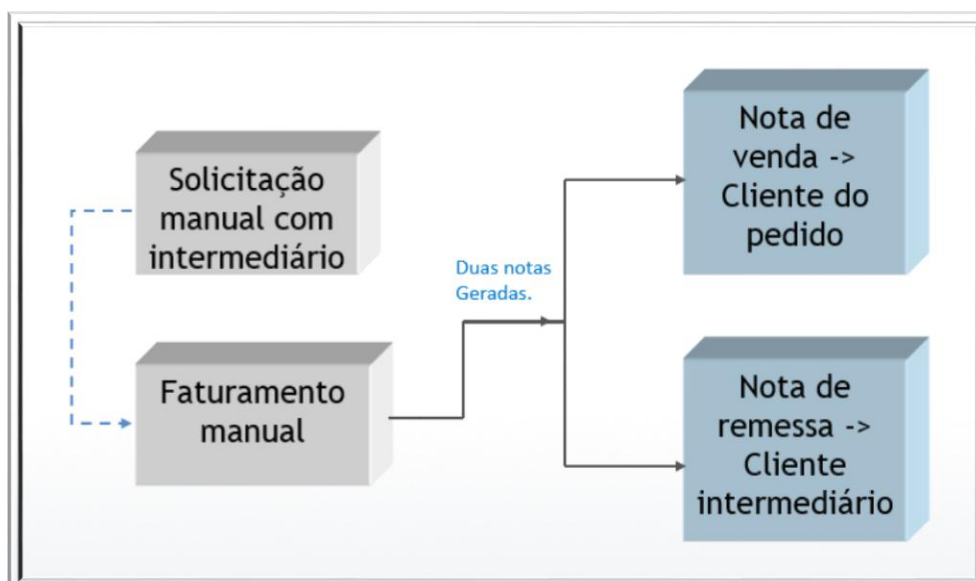 Solicitação
manual com
intermediário
Faturamento
manual
Duas notas
Geradas.
Nota de
venda ->
Cliente do
pedido
Nota de
remessa ->
Cliente
intermediário